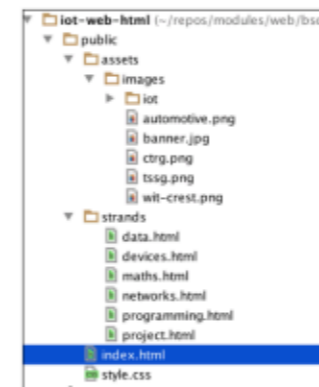 iot-web-html (~/repos/modules/web/bse
public
assets
images
iot
automotive.png
banner.jpg
ctrg.png
tssg.png
wit-crest.png
strands
data.html
devices.html
maths.html
networks.html
programming.html
project.html
index.html
style.css